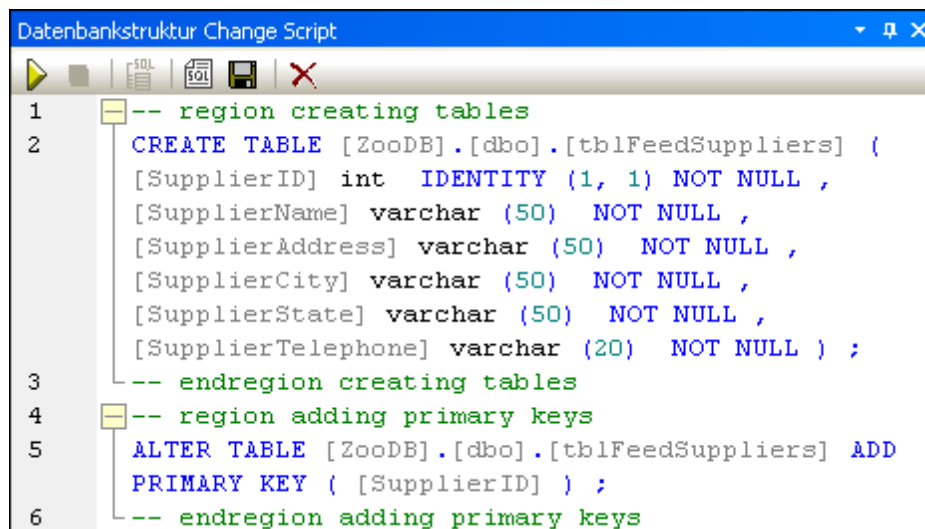 Datenbankstruktur Change Script
SQL SQL
1 -- region creating tables
2 CREATE TABLE [ZooDB].[dbo].[tblFeedSuppliers] (
[SupplierID] int  IDENTITY (1, 1) NOT NULL ,
[SupplierName] varchar (50)  NOT NULL ,
[SupplierAddress] varchar (50)  NOT NULL ,
[SupplierCity] varchar (50)  NOT NULL ,
[SupplierState] varchar (50)  NOT NULL ,
[SupplierTelephone] varchar (20)  NOT NULL ) ;
3 -- endregion creating tables
4 -- region adding primary keys
5 ALTER TABLE [ZooDB].[dbo].[tblFeedSuppliers] ADD
PRIMARY KEY ( [SupplierID] ) ;
6 -- endregion adding primary keys